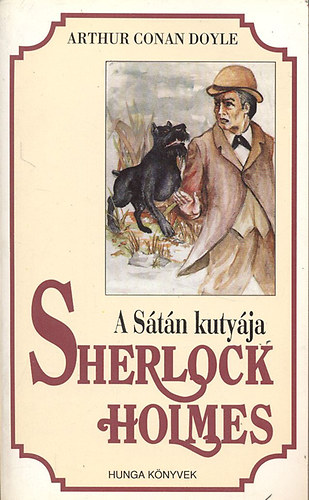 ARTHUR CONAN DOYLE
A Sátán kutyája
SHERLOCK
HOLMES
HUNGA KÖNYVEK